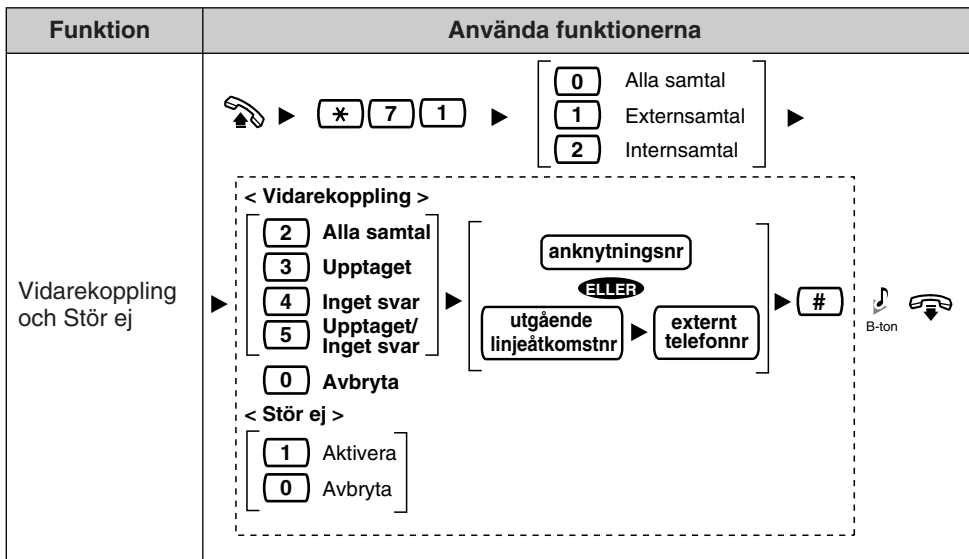 Funktion
Använda funktionerna
Vidarekoppling
och Stör ej
* 7 1
0 Alla samtal
1 Externsamtal
2 Internsamtal
< Vidarekoppling >
2 Alla samtal
3 Upptaget
4 Inget svar
5 Upptaget/
Inget svar
0 Avbryta
anknytningsnr
ELLER
utgående
linjeåtkomstnr
externt
telefonnr
#
B-ton
< Stör ej >
1 Aktivera
0 Avbryta